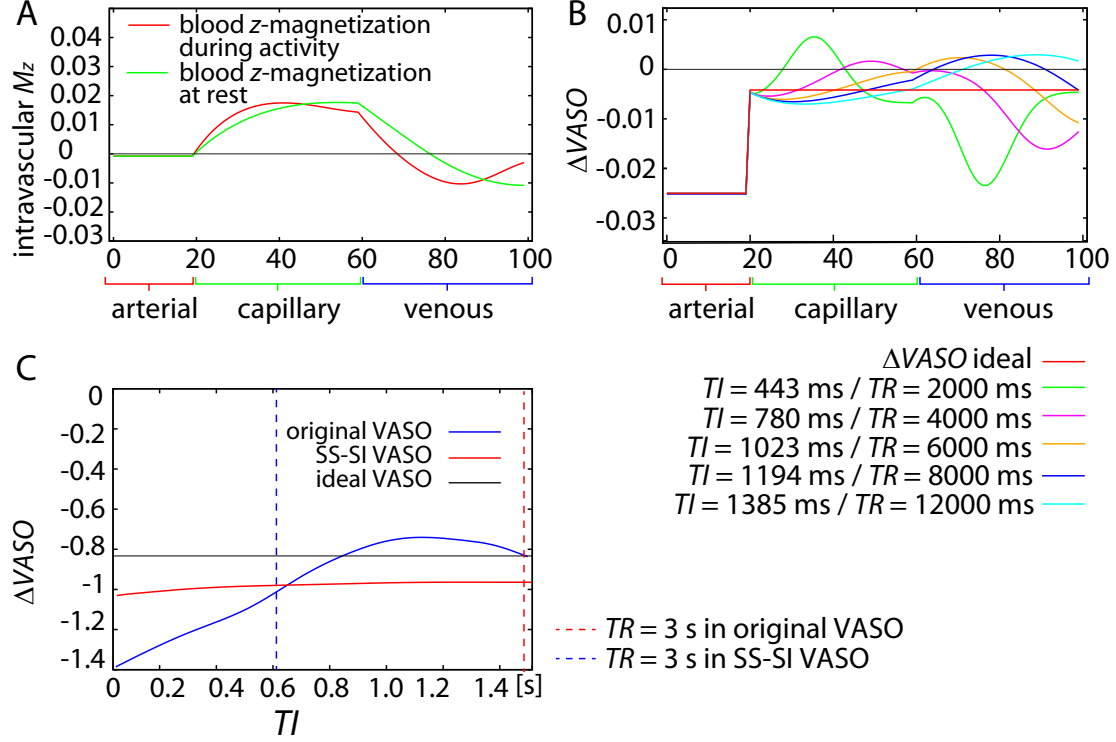 A
0.04
0.03
0.02
0.01
0
-0.01
-0.02
-0.03
intravascular Mz
blood z-magnetization
during activity
blood z-magnetization
at rest
0 20 40 60 80 100
arterial capillary venous
B
0.01
0
-0.01
-0.02
-0.03
ΔVASO
0 20 40 60 80 100
arterial capillary venous
ΔVASO ideal
TI = 443 ms / TR = 2000 ms
TI = 780 ms / TR = 4000 ms
TI = 1023 ms / TR = 6000 ms
TI = 1194 ms / TR = 8000 ms
TI = 1385 ms / TR = 12000 ms
C
0
-0.2
-0.4
-0.6
-0.8
-1
-1.2
-1.4
ΔVASO
original VASO
SS-SI VASO
ideal VASO
0 0.2 0.4 0.6 0.8 1.0 1.2 1.4 [s]
TI
TR = 3 s in original VASO
TR = 3 s in SS-SI VASO